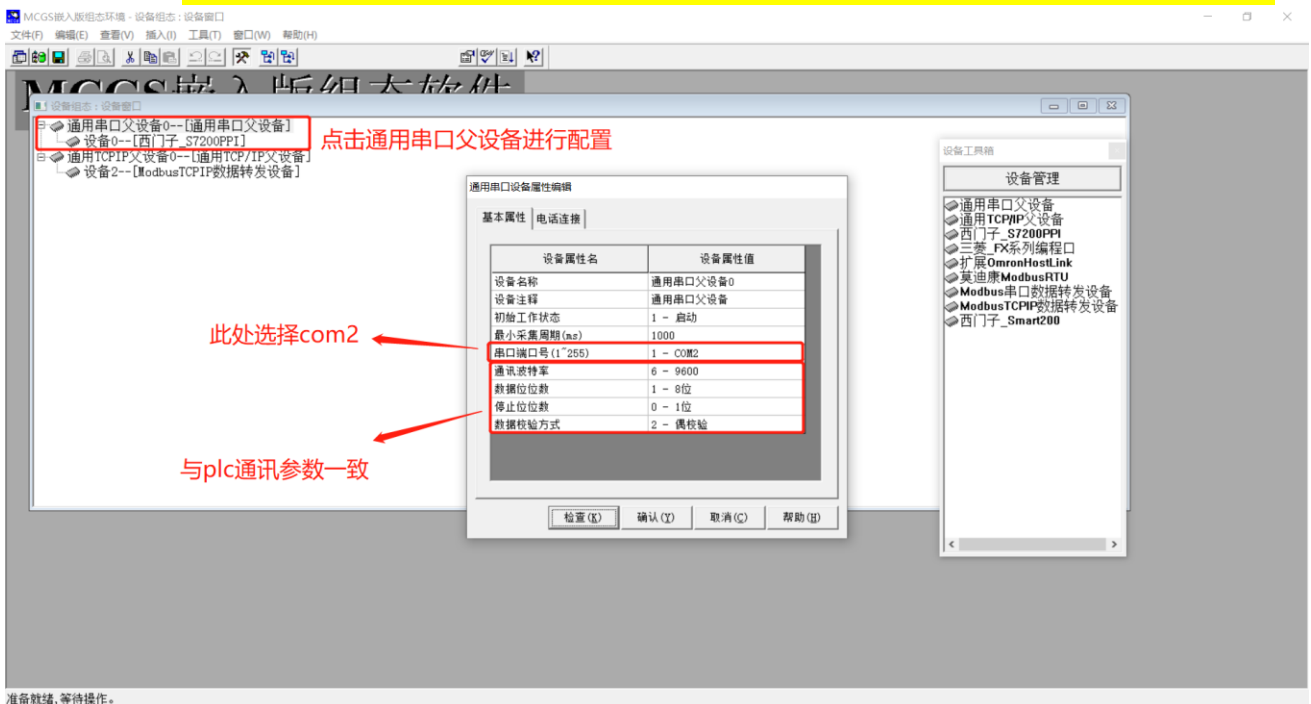 MCGS嵌入版组态环境 - 设备组态 : 设备窗口
文件(F) 编辑(E) 查看(V) 插入(I) 工具(T) 窗口(W) 帮助(H)
MCGS嵌入版组态软件
设备组态 : 设备窗口
通用串口父设备0--[通用串口父设备]
设备0--[西门子_S7200PPI]
点击通用串口父设备进行配置
通用TCPIP父设备0--[通用TCP/IP父设备]
设备2--[ModbusTCPIP数据转发设备]
通用串口设备属性编辑
基本属性 电话连接
设备属性名 设备属性值
设备名称 通用串口父设备0
设备注释 通用串口父设备
初始工作状态 1 - 启动
最小采集周期(ms) 1000
串口端口号(1~255) 1 - COM2
通讯波特率 6 - 9600
数据位位数 1 - 8位
停止位位数 0 - 1位
数据校验方式 2 - 偶校验
此处选择com2
与plc通讯参数一致
检查(K) 确认(Y) 取消(C) 帮助(H)
设备工具箱
设备管理
通用串口父设备
通用TCP/IP父设备
西门子_S7200PPI
三菱_FX系列编程口
扩展OmronHostLink
莫迪康ModbusRTU
Modbus串口数据转发设备
ModbusTCPIP数据转发设备
西门子_Smart200
准备就绪,等待操作。